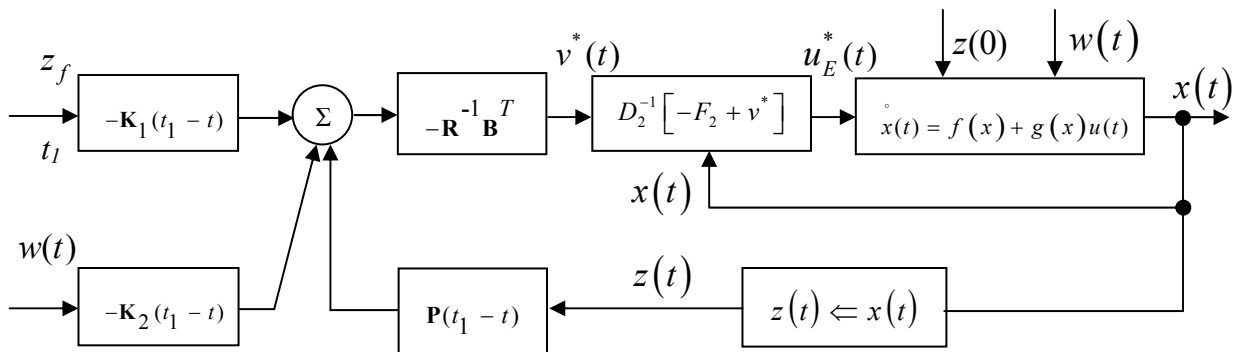 z_f
t_1
-K_1(t_1 - t)
Σ
-R^-1 B^T
v^*(t)
D_2^-1[-F_2 + v^*]
u_E^*(t)
z(0)
w(t)
ẋ(t) = f(x) + g(x)u(t)
x(t)
x(t)
w(t)
-K_2(t_1 - t)
P(t_1 - t)
z(t)
z(t) ⇐ x(t)